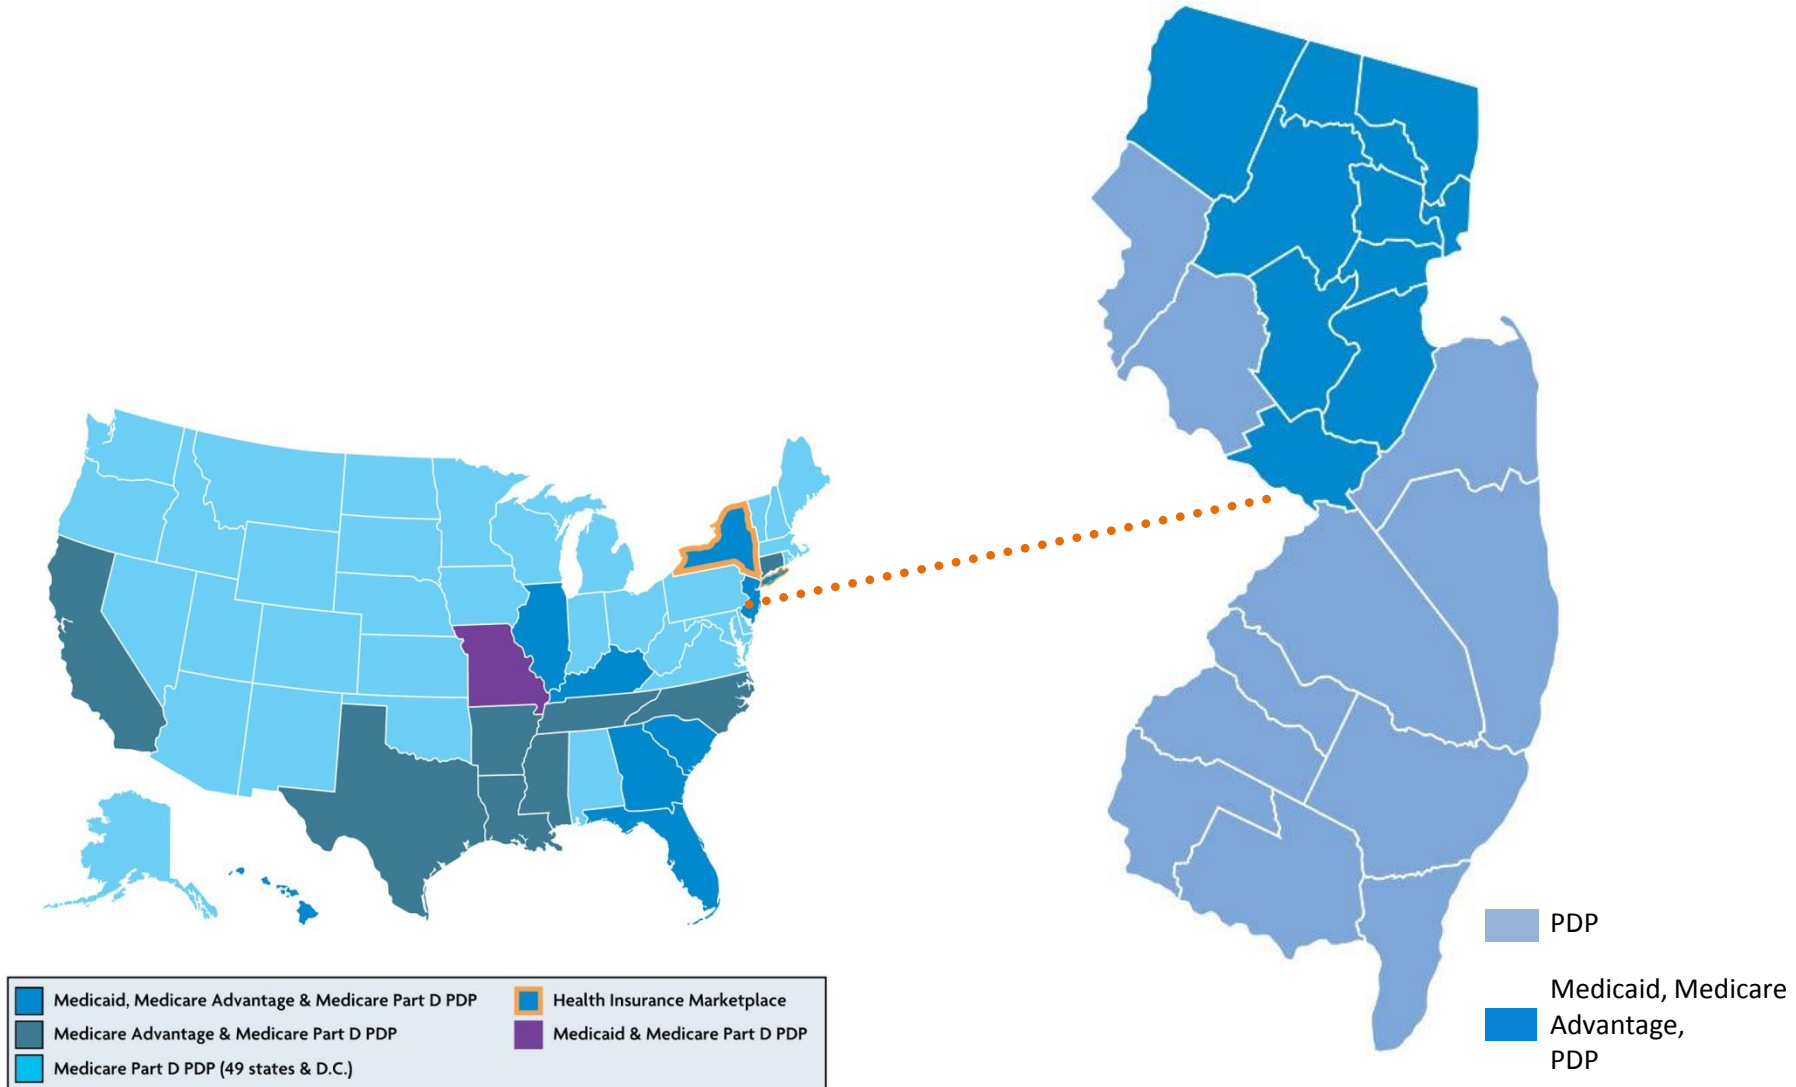 Medicaid, Medicare Advantage & Medicare Part D PDP
Medicare Advantage & Medicare Part D PDP
Medicare Part D PDP (49 states & D.C.)
Health Insurance Marketplace
Medicaid & Medicare Part D PDP
PDP
Medicaid, Medicare
Advantage,
PDP